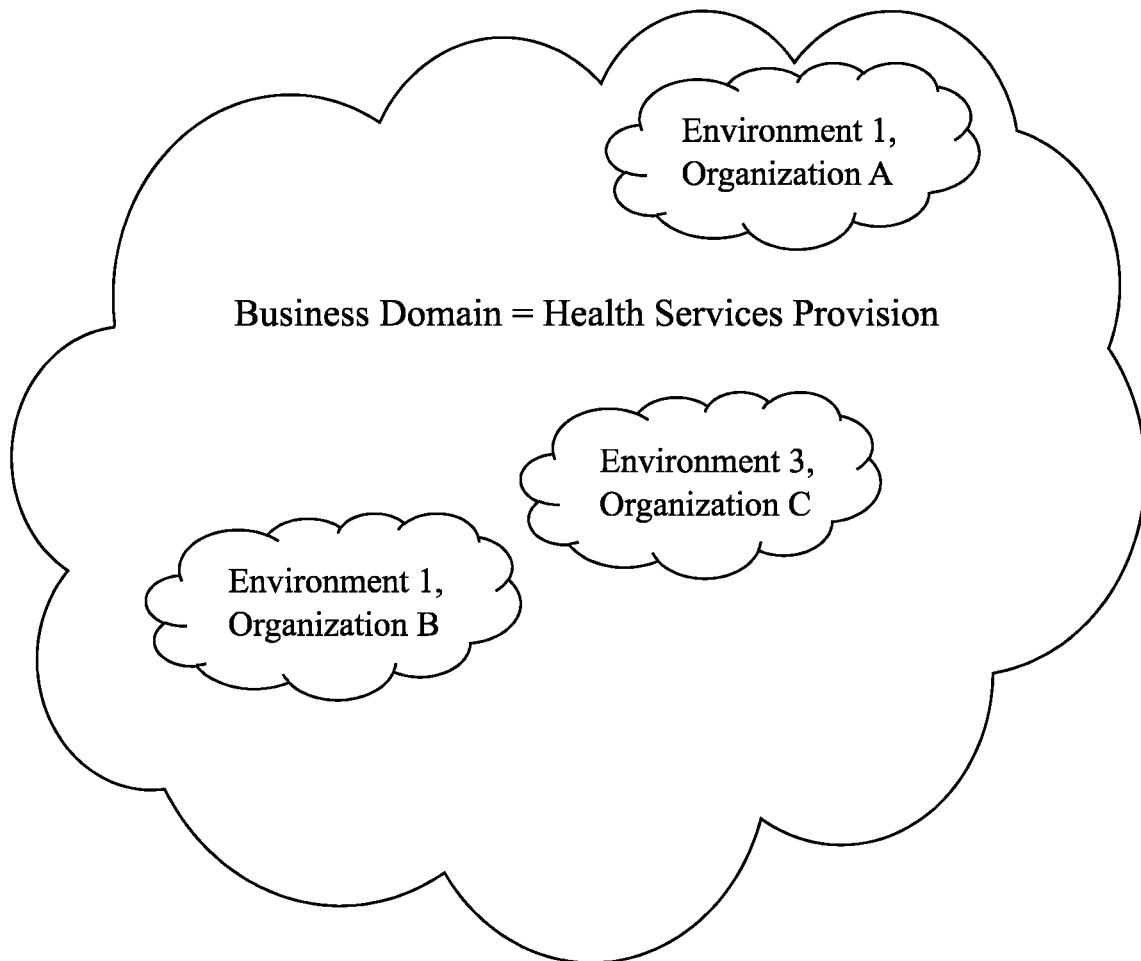 Environment 1,
Organization A
Business Domain = Health Services Provision
Environment 3,
Organization C
Environment 1,
Organization B